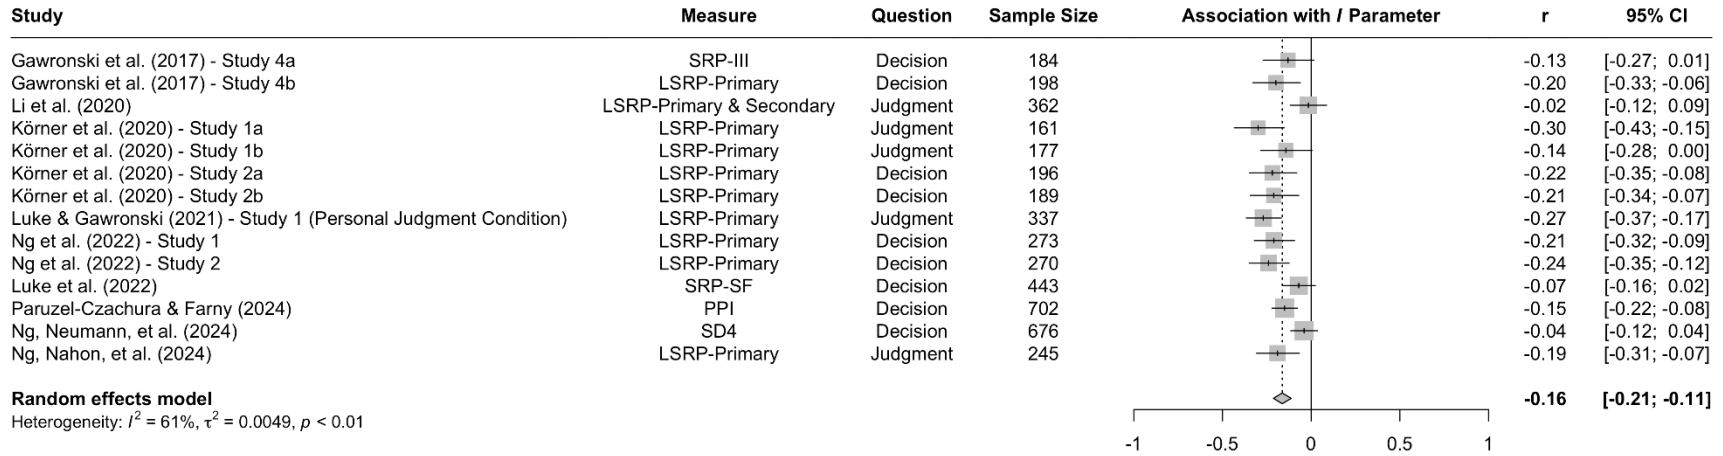 Study Measure Question Sample Size Association with I Parameter r 95% CI
Gawronski et al. (2017) - Study 4a SRP-III Decision 184 -0.13 [-0.27; 0.01]
Gawronski et al. (2017) - Study 4b LSRP-Primary Decision 198 -0.20 [-0.33; -0.06]
Li et al. (2020) LSRP-Primary & Secondary Judgment 362 -0.02 [-0.12; 0.09]
Körner et al. (2020) - Study 1a LSRP-Primary Judgment 161 -0.30 [-0.43; -0.15]
Körner et al. (2020) - Study 1b LSRP-Primary Judgment 177 -0.14 [-0.28; 0.00]
Körner et al. (2020) - Study 2a LSRP-Primary Decision 196 -0.22 [-0.35; -0.08]
Körner et al. (2020) - Study 2b LSRP-Primary Decision 189 -0.21 [-0.34; -0.07]
Luke & Gawronski (2021) - Study 1 (Personal Judgment Condition) LSRP-Primary Judgment 337 -0.27 [-0.37; -0.17]
Ng et al. (2022) - Study 1 LSRP-Primary Decision 273 -0.21 [-0.32; -0.09]
Ng et al. (2022) - Study 2 LSRP-Primary Decision 270 -0.24 [-0.35; -0.12]
Luke et al. (2022) SRP-SF Decision 443 -0.07 [-0.16; 0.02]
Paruzel-Czachura & Farny (2024) PPI Decision 702 -0.15 [-0.22; -0.08]
Ng, Neumann, et al. (2024) SD4 Decision 676 -0.04 [-0.12; 0.04]
Ng, Nahon, et al. (2024) LSRP-Primary Judgment 245 -0.19 [-0.31; -0.07]
Random effects model -0.16 [-0.21; -0.11]
Heterogeneity: I² = 61%, τ² = 0.0049, p < 0.01
-1 -0.5 0 0.5 1